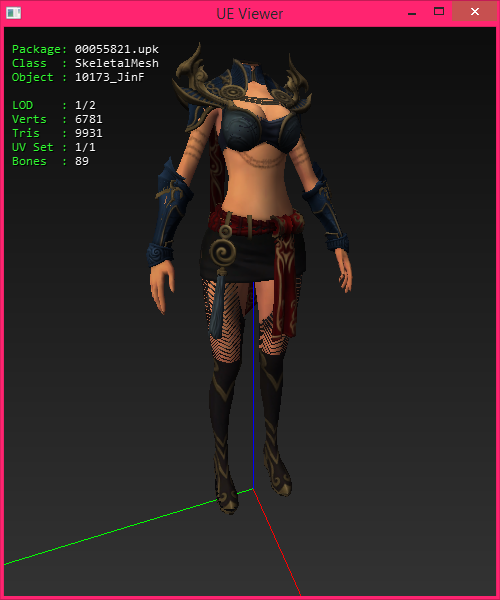 UE Viewer
Package: 00055821.upk
Class : SkeletalMesh
Object : 10173_JinF
LOD : 1/2
Verts : 6781
Tris : 9931
UV Set : 1/1
Bones : 89